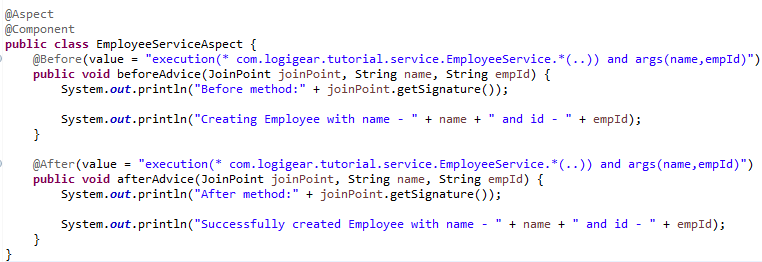 @Aspect
@Component
public class EmployeeServiceAspect {
    @Before(value = "execution(* com.logigear.tutorial.service.EmployeeService.*(..)) and args(name,empId)")
    public void beforeAdvice(JoinPoint joinPoint, String name, String empId) {
        System.out.println("Before method:" + joinPoint.getSignature());
        System.out.println("Creating Employee with name - " + name + " and id - " + empId);
    }
    @After(value = "execution(* com.logigear.tutorial.service.EmployeeService.*(..)) and args(name,empId)")
    public void afterAdvice(JoinPoint joinPoint, String name, String empId) {
        System.out.println("After method:" + joinPoint.getSignature());
        System.out.println("Successfully created Employee with name - " + name + " and id - " + empId);
    }
}